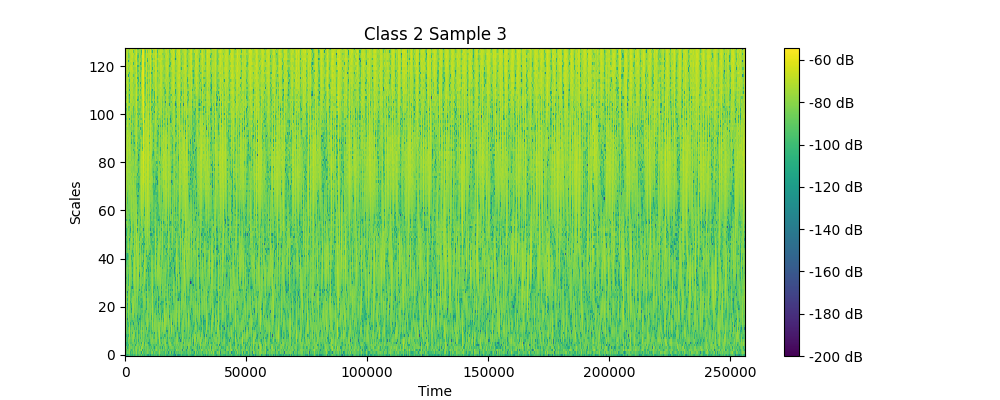 Class 2 Sample 3
Scales
120
100
80
60
40
20
0
0
50000
100000
150000
200000
250000
Time
-60 dB
-80 dB
-100 dB
-120 dB
-140 dB
-160 dB
-180 dB
-200 dB